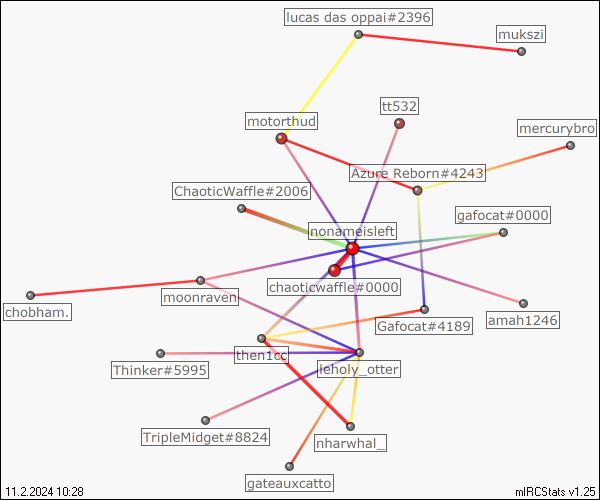 lucas das oppai#2396
mukszi
tt532
motorthud
mercurybro
Azure Reborn#4243
ChaoticWaffle#2006
gafocat#0000
nonameisleft
chaoticwaffle#0000
moonraven
chobham.
amah1246
Gafocat#4189
then1cc
Thinker#5995
leholy_otter
TripleMidget#8824
nharwhal_
gateauxcatto
11.2.2024 10:28
mIRCStats v1.25